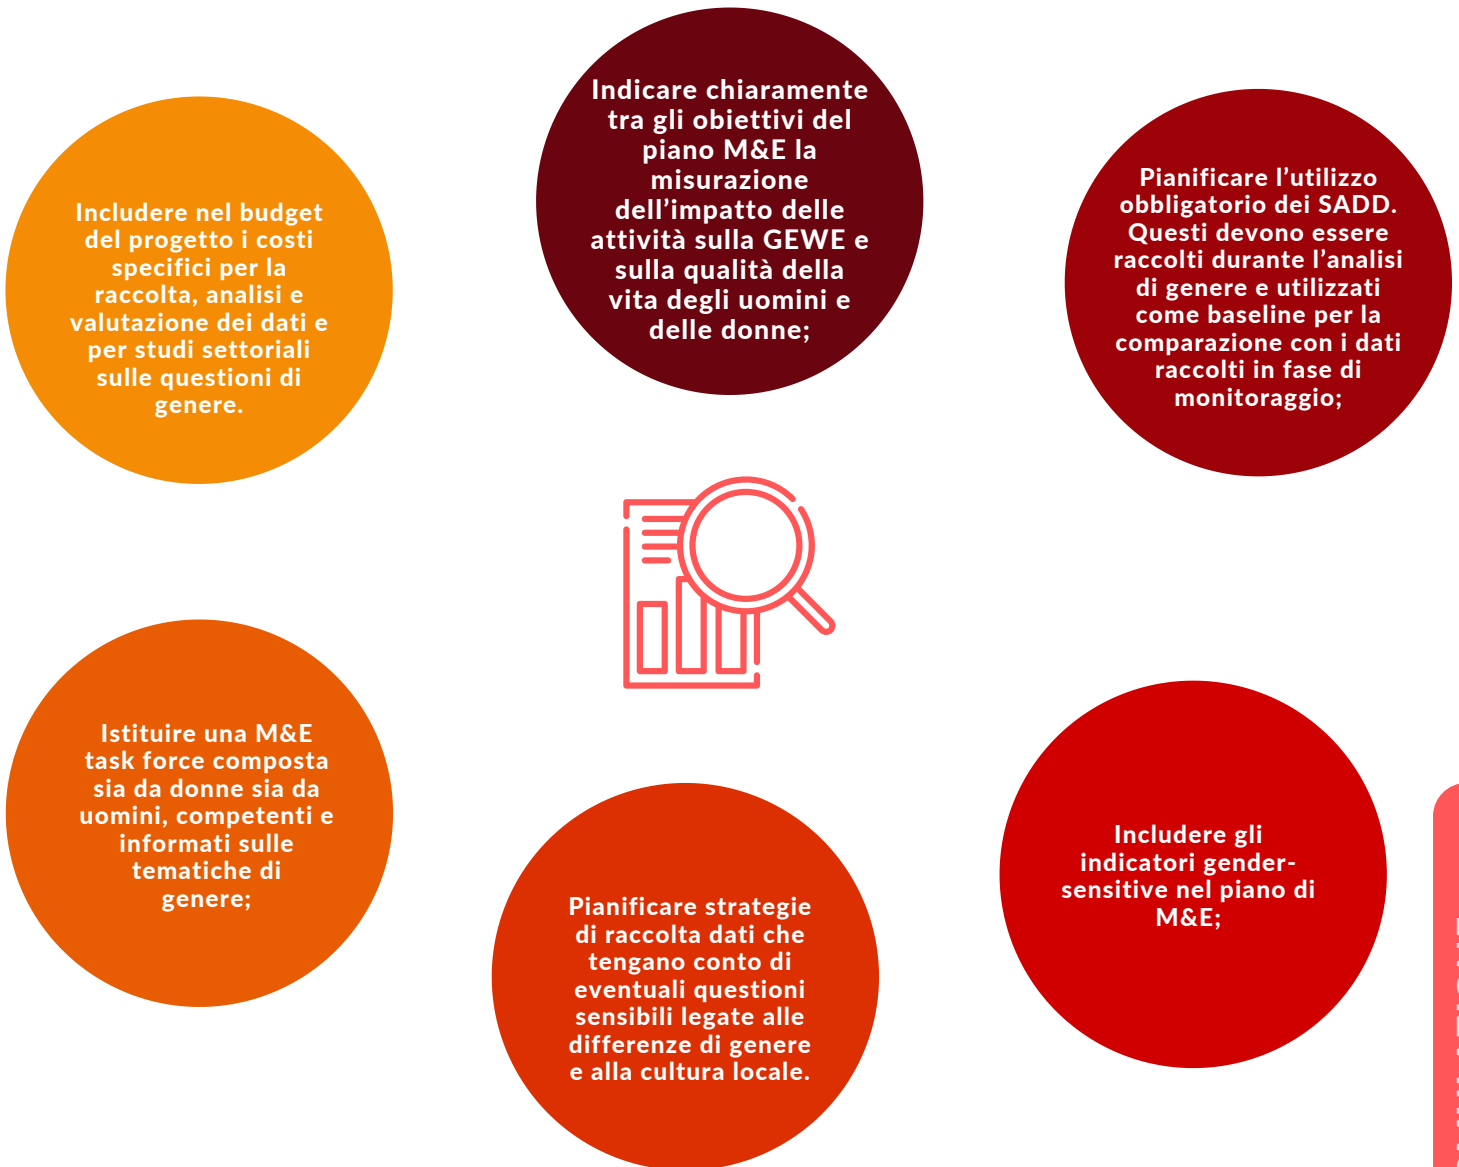 Indicare chiaramente
tra gli obiettivi del
piano M&E la
misurazione
dell’impatto delle
attività sulla GEWE e
sulla qualità della
vita degli uomini e
delle donne;
Pianificare l’utilizzo
obbligatorio dei SADD.
Questi devono essere
raccolti durante l’analisi
di genere e utilizzati
come baseline per la
comparazione con i dati
raccolti in fase di
monitoraggio;
Includere gli
indicatori gender-
sensitive nel piano di
M&E;
Pianificare strategie
di raccolta dati che
tengano conto di
eventuali questioni
sensibili legate alle
differenze di genere
e alla cultura locale.
Istituire una M&E
task force composta
sia da donne sia da
uomini, competenti e
informati sulle
tematiche di
genere;
Includere nel budget
del progetto i costi
specifici per la
raccolta, analisi e
valutazione dei dati e
per studi settoriali
sulle questioni di
genere.